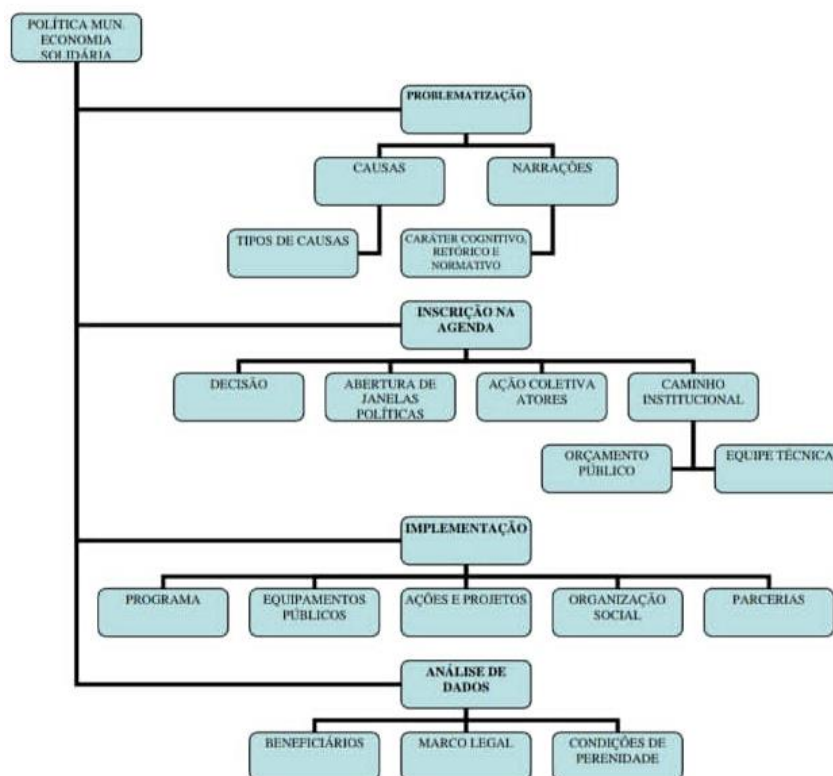 POLÍTICA MUN.
ECONOMIA
SOLIDÁRIA
PROBLEMATIZAÇÃO
CAUSAS
NARRAÇÕES
TIPOS DE CAUSAS
CARÁTER COGNITIVO,
RETÓRICO E
NORMATIVO
INSCRIÇÃO NA
AGENDA
DECISÃO
ABERTURA DE
JANELAS
POLÍTICAS
AÇÃO COLETIVA
ATORES
CAMINHO
INSTITUCIONAL
ORÇAMENTO
PÚBLICO
EQUIPE TÉCNICA
IMPLEMENTAÇÃO
PROGRAMA
EQUIPAMENTOS
PÚBLICOS
AÇÕES E PROJETOS
ORGANIZAÇÃO
SOCIAL
PARCERIAS
ANÁLISE DE
DADOS
BENEFICIÁRIOS
MARCO LEGAL
CONDIÇÕES DE
PERENIDADE